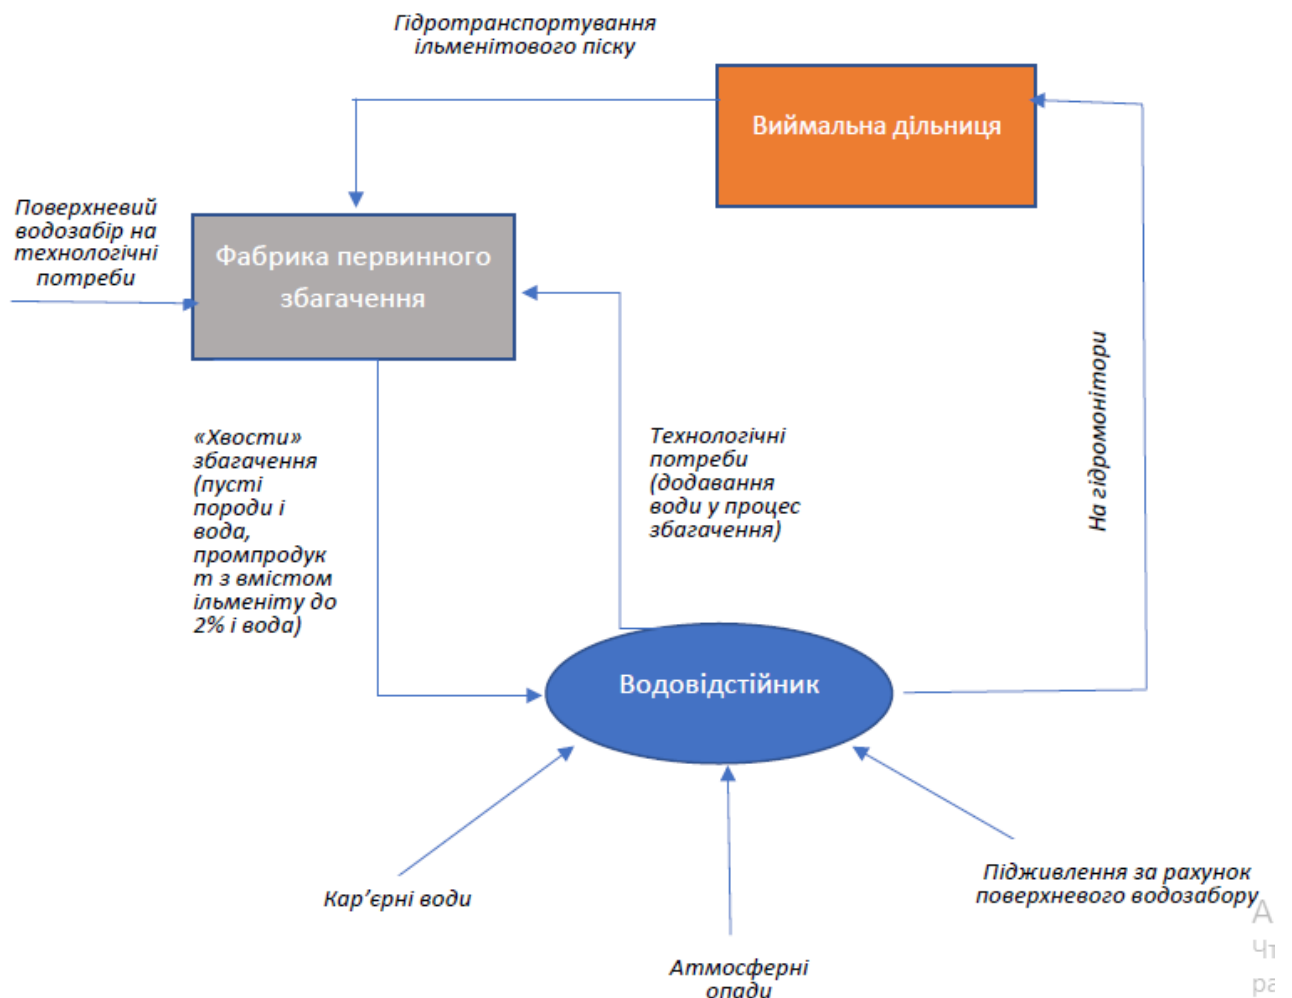 Гідротранспортування
ільменітового піску
Виймальна дільниця
Поверхневий
водозабір на
технологічні
потреби
Фабрика первинного
збагачення
На гідромонітори
«Хвости»
збагачення
(пусті
породи і
вода,
промпродук
т з вмістом
ільменіту до
2% і вода)
Технологічні
потреби
(додавання
води у процес
збагачення)
Водовідстійник
Кар’єрні води
Підживлення за рахунок
поверхневого водозабору
Атмосферні
опади